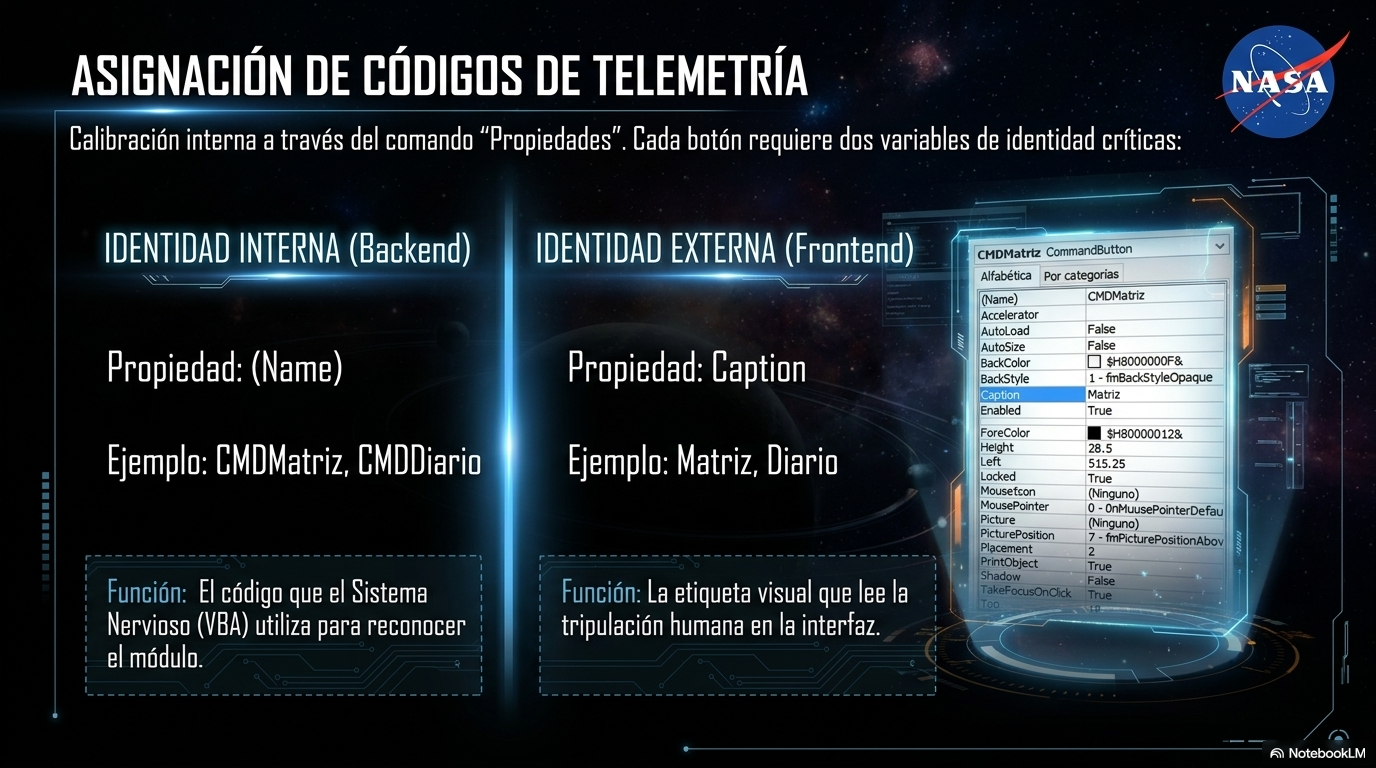 ASIGNACIÓN DE CÓDIGOS DE TELEMETRÍA
NASA
Calibración interna a través del comando “Propiedades”. Cada botón requiere dos variables de identidad críticas:
IDENTIDAD INTERNA (Backend)
Propiedad: (Name)
Ejemplo: CMDMatriz, CMDDiario
Función: El código que el Sistema
Nervioso (VBA) utiliza para reconocer
el módulo.
IDENTIDAD EXTERNA (Frontend)
Propiedad: Caption
Ejemplo: Matriz, Diario
Función: La etiqueta visual que lee la
tripulación humana en la interfaz.
CMDMatriz CommandButton
Alfabética Por categorias
(Name) CMDMatriz
Accelerator
AutoLoad False
AutoSize False
BackColor $H8000000F&
BackStyle 1 - fmBackStyleOpaque
Caption Matriz
Enabled True
ForeColor $H80000012&
Height 28.5
Left 515.25
Locked True
(Ninguno)
MousePointer 0 - 0nMuusePointerDefau
Picture (Ninguno)
PicturePosition 7 - fmPicturePositionAbov
Placement 2
PrintObject True
Shadow False
TakeFocusOnClick True
NotebookLM